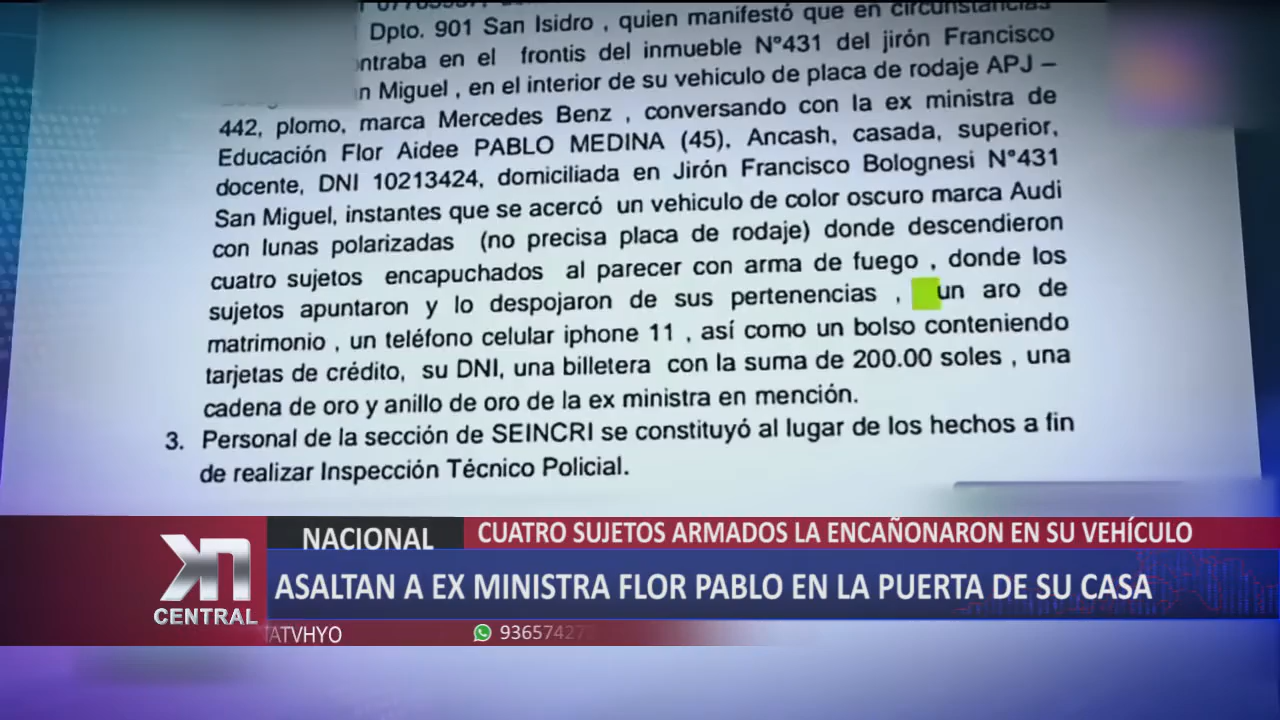 Dpto. 901 San Isidro , quien manifestó que en circunstancias
ntraba en el frontis del inmueble N°431 del jirón Francisco
n Miguel , en el interior de su vehiculo de placa de rodaje APJ –
442, plomo, marca Mercedes Benz , conversando con la ex ministra de
Educación Flor Aidee PABLO MEDINA (45), Ancash, casada, superior,
docente, DNI 10213424, domiciliada en Jirón Francisco Bolognesi N°431
San Miguel, instantes que se acercó un vehiculo de color oscuro marca Audi
con lunas polarizadas (no precisa placa de rodaje) donde descendieron
cuatro sujetos encapuchados al parecer con arma de fuego , donde los
sujetos apuntaron y lo despojaron de sus pertenencias , un aro de
matrimonio , un teléfono celular iphone 11 , así como un bolso conteniendo
tarjetas de crédito, su DNI, una billetera con la suma de 200.00 soles , una
cadena de oro y anillo de oro de la ex ministra en mención.
3. Personal de la sección de SEINCRI se constituyó al lugar de los hechos a fin
de realizar Inspección Técnico Policial.
NACIONAL CUATRO SUJETOS ARMADOS LA ENCAÑONARON EN SU VEHÍCULO
ASALTAN A EX MINISTRA FLOR PABLO EN LA PUERTA DE SU CASA
CENTRAL
TATVHYO 9365742